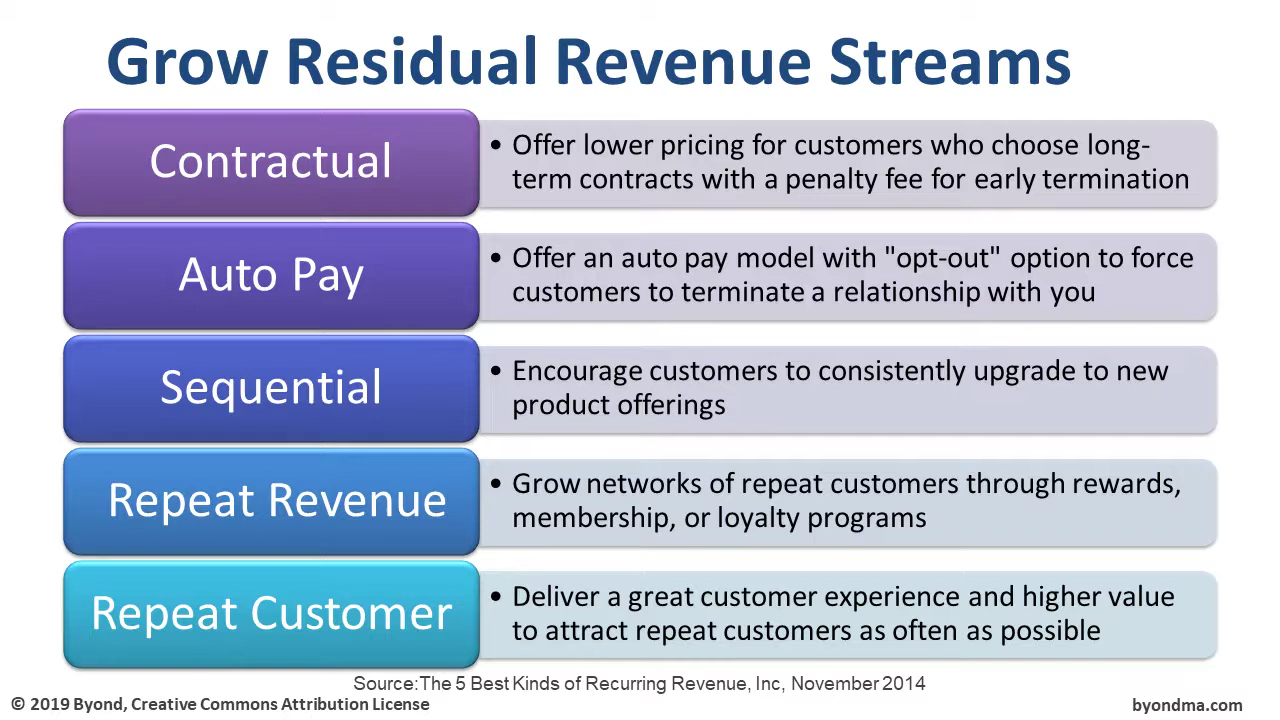 Grow Residual Revenue Streams
Contractual
• Offer lower pricing for customers who choose long-
term contracts with a penalty fee for early termination
Auto Pay
• Offer an auto pay model with "opt-out" option to force
customers to terminate a relationship with you
Sequential
• Encourage customers to consistently upgrade to new
product offerings
Repeat Revenue
• Grow networks of repeat customers through rewards,
membership, or loyalty programs
Repeat Customer
• Deliver a great customer experience and higher value
to attract repeat customers as often as possible
Source:The 5 Best Kinds of Recurring Revenue, Inc, November 2014
© 2019 Byond, Creative Commons Attribution License
byondma.com